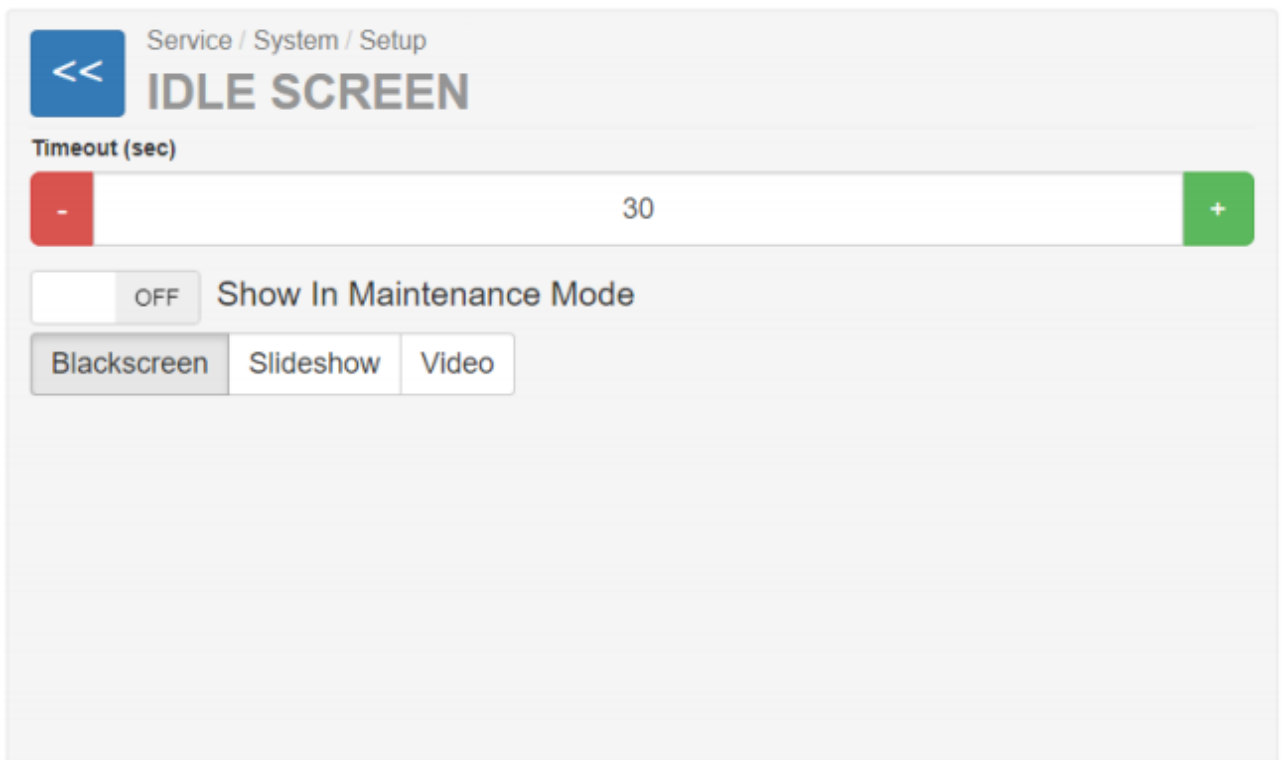 <<
Service / System / Setup
IDLE SCREEN
Timeout (sec)
- 30 +
OFF Show In Maintenance Mode
Blackscreen Slideshow Video